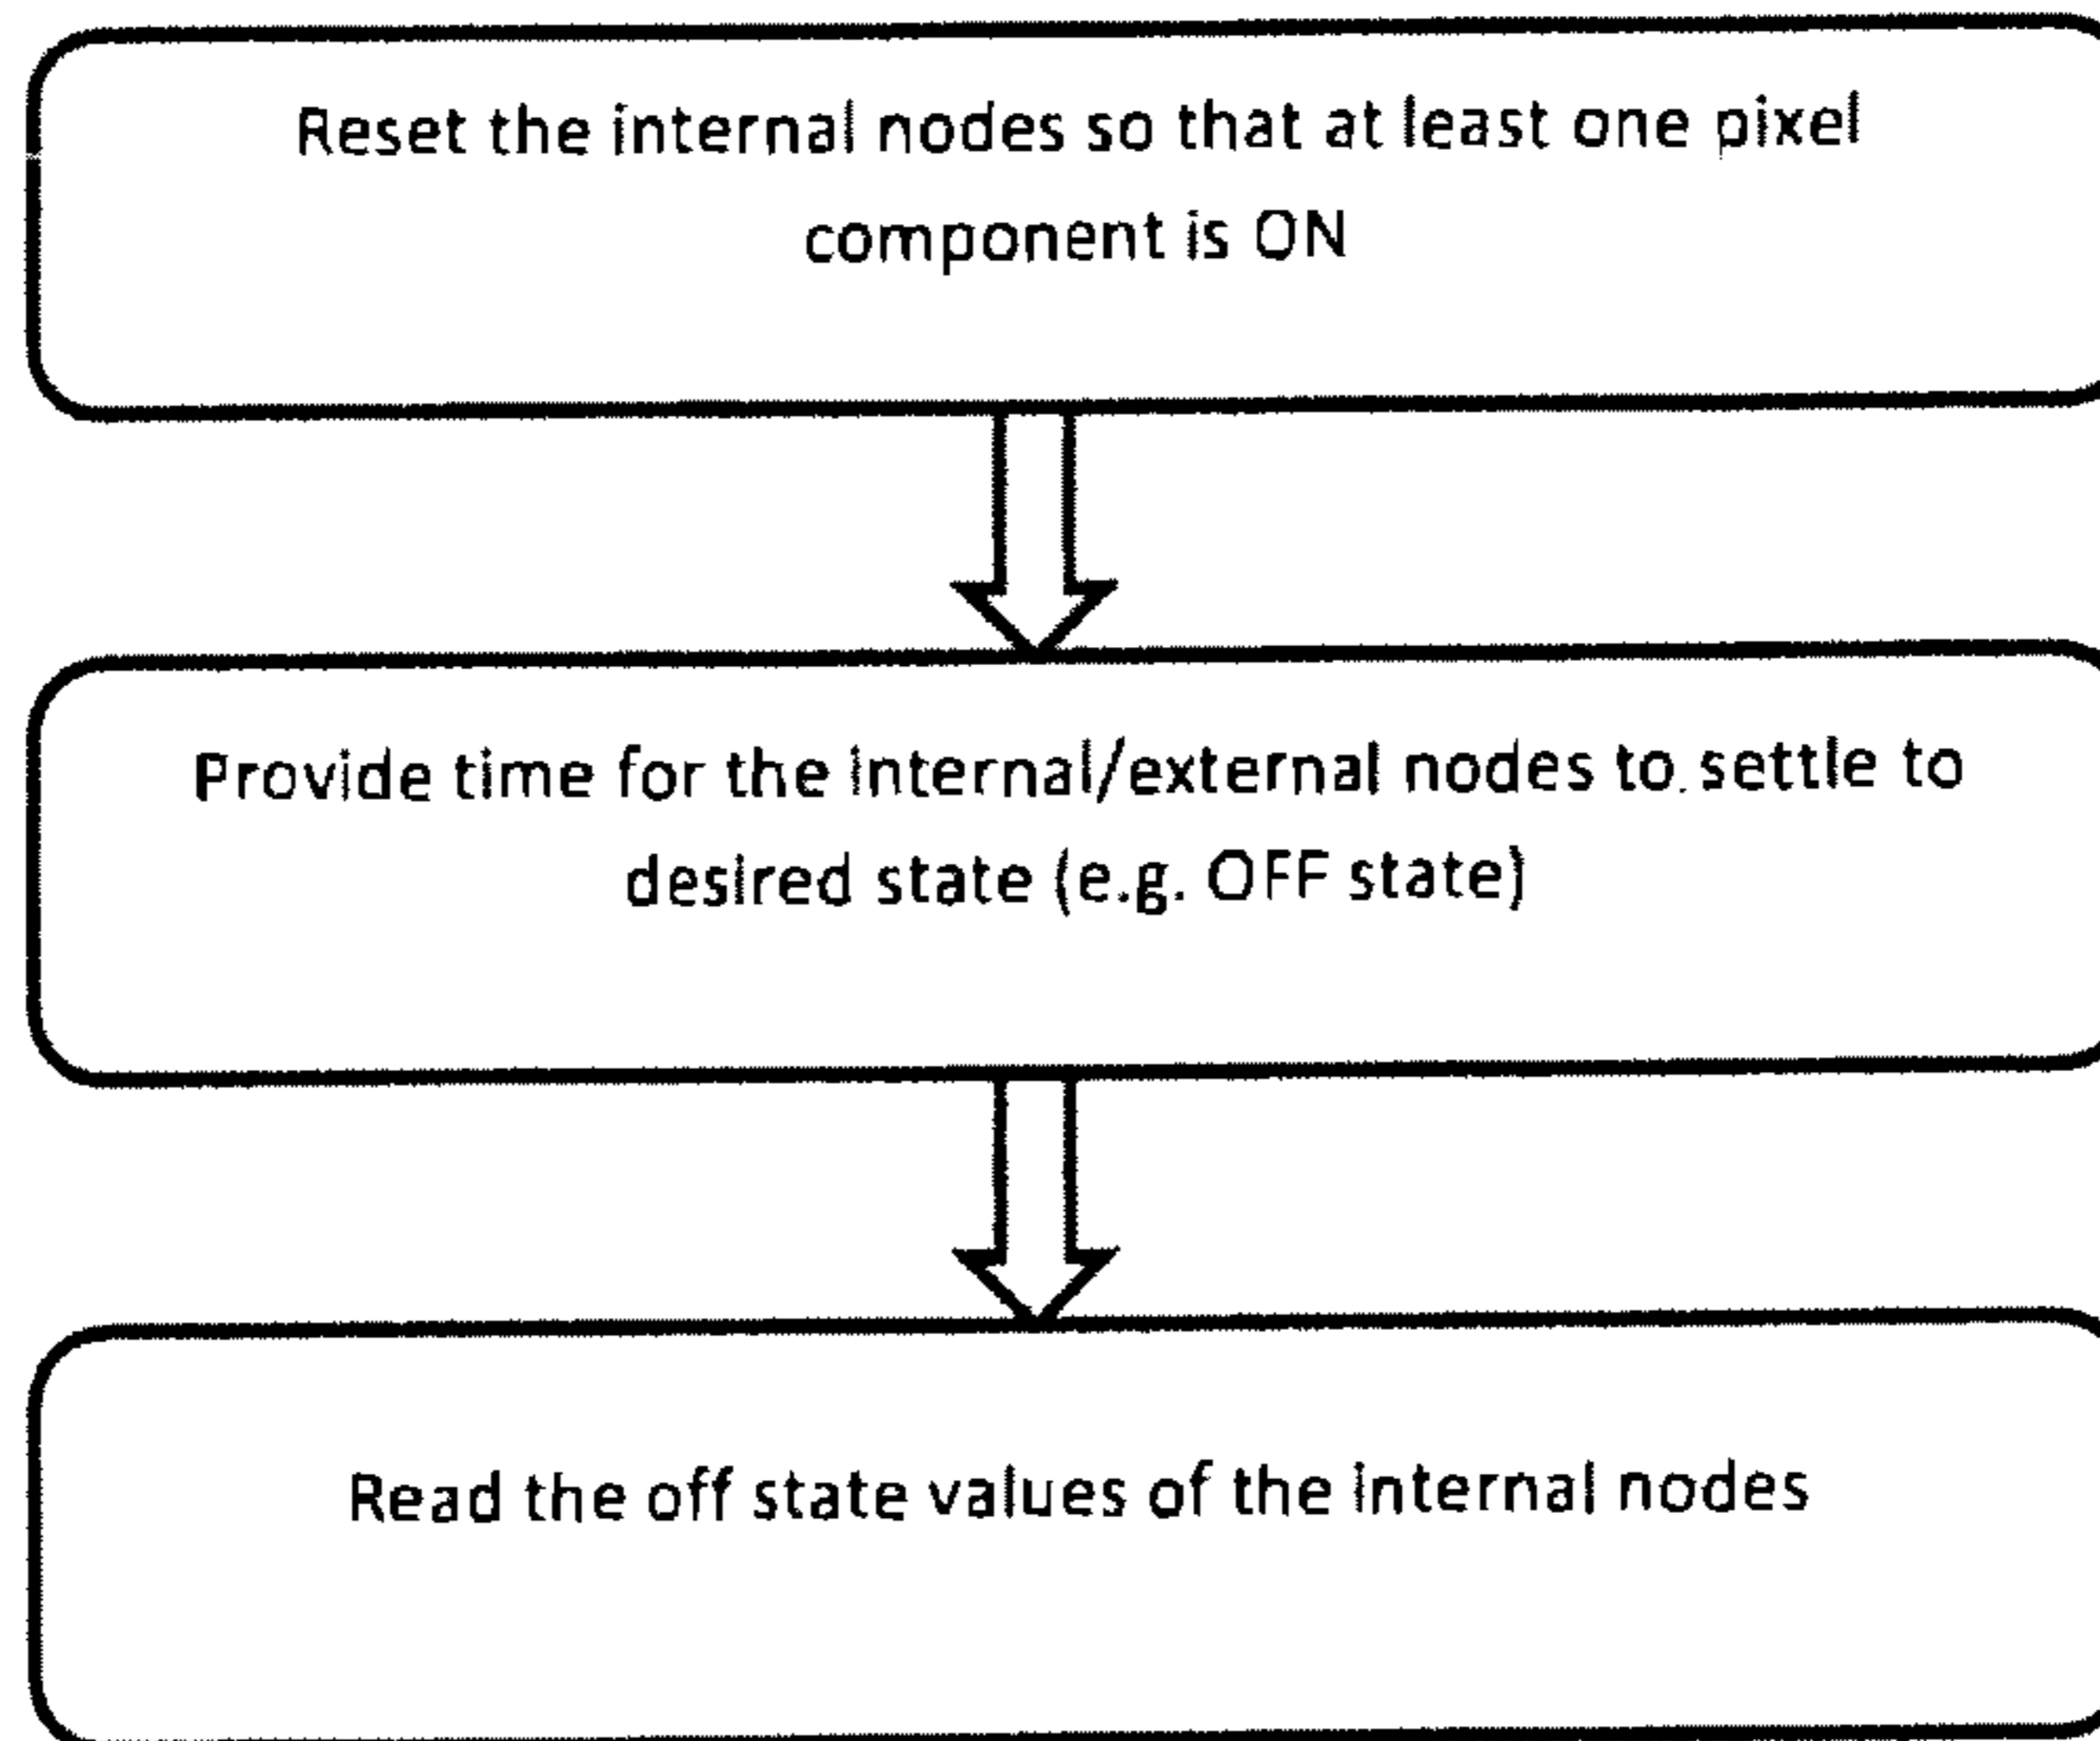 Reset the internal nodes so that at least one pixel
component is ON
Provide time for the internal/external nodes to settle to
desired state (e.g. OFF state)
Read the off state values of the internal nodes